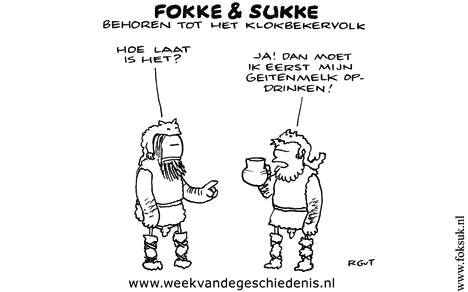 FOKKE & SUKKE
BEHOREN TOT HET KLOKBEKERVOLK
HOE LAAT
IS HET?
JA! DAN MOET
IK EERST MIJN
GEITENMELK OP-
DRINKEN!
RGvT
www.weekvandegeschiedenis.nl
www.foksuk.nl